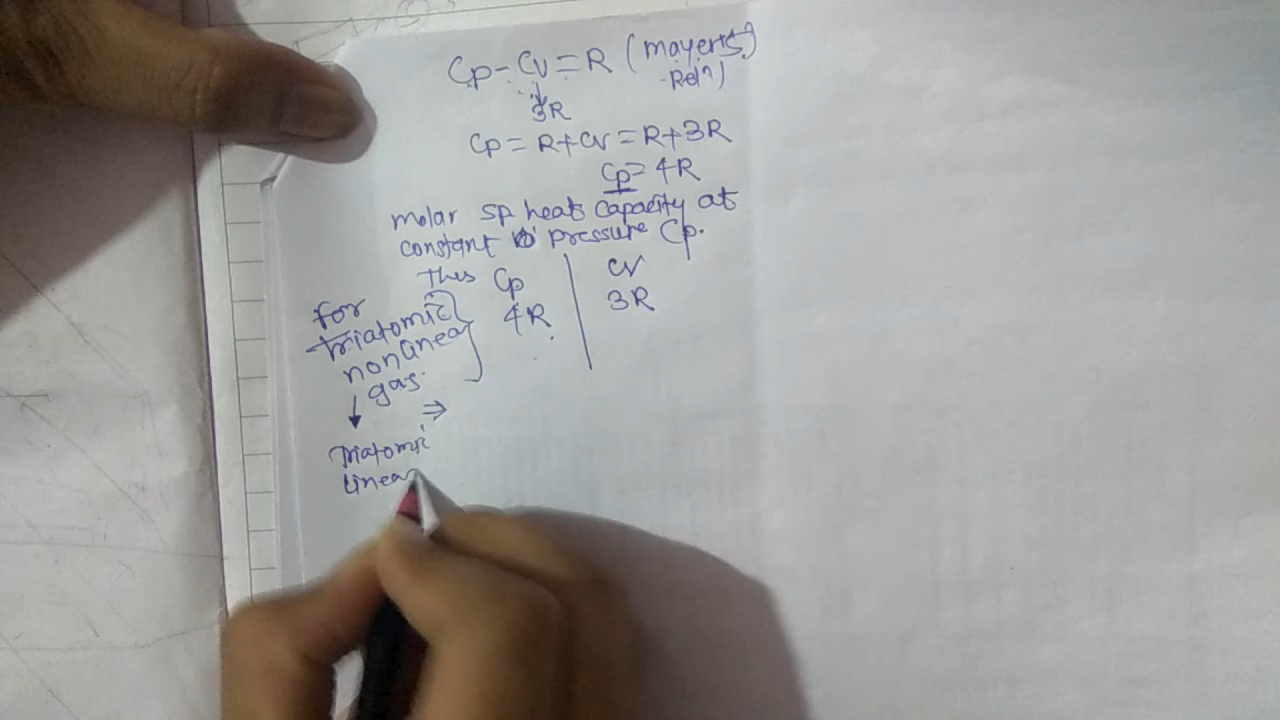 Cp - Cv = R (mayer's
Reln)
↓
3R
Cp = R + Cv = R + 3R
Cp = 4R
molar sp. heats capacity at
constant pressure Cp.
Thus Cp | Cv
for
triatomic
nonlinear
gas.
} 4R | 3R
↓ ⇒
Triatomic
Linear